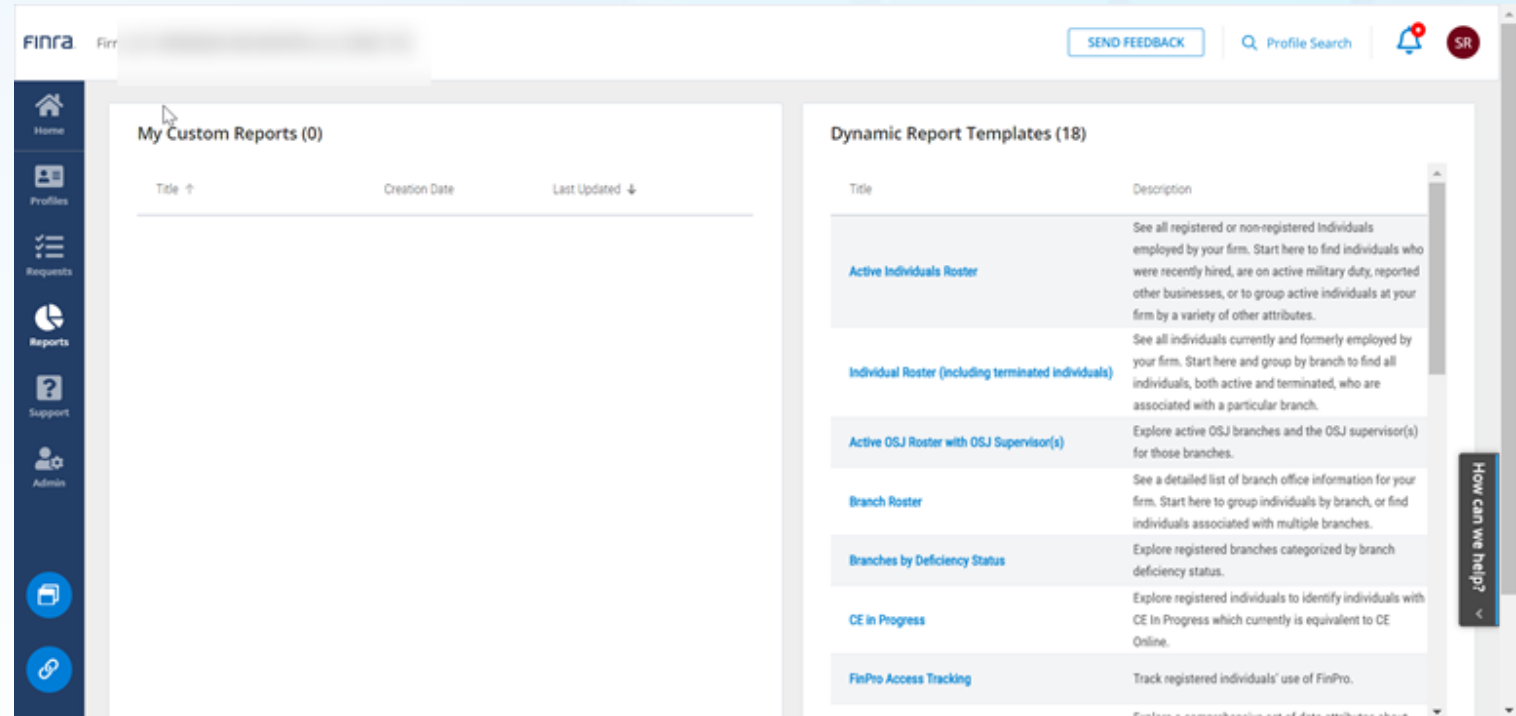 Finra
SEND FEEDBACK
Profile Search
SR
Home
Profiles
Requests
Reports
Support
Admin
My Custom Reports (0)
Title ↑ Creation Date Last Updated ↓
Dynamic Report Templates (18)
Title Description
Active Individuals Roster
See all registered or non-registered Individuals
employed by your firm. Start here to find individuals who
were recently hired, are on active military duty, reported
other businesses, or to group active individuals at your
firm by a variety of other attributes.
Individual Roster (including terminated individuals)
See all individuals currently and formerly employed by
your firm. Start here and group by branch to find all
individuals, both active and terminated, who are
associated with a particular branch.
Active OSJ Roster with OSJ Supervisor(s)
Explore active OSJ branches and the OSJ supervisor(s)
for those branches.
Branch Roster
See a detailed list of branch office information for your
firm. Start here to group individuals by branch, or find
individuals associated with multiple branches.
Branches by Deficiency Status
Explore registered branches categorized by branch
deficiency status.
CE in Progress
Explore registered individuals to identify individuals with
CE In Progress which currently is equivalent to CE
Online.
FinPro Access Tracking
Track registered individuals' use of FinPro.
How can we help?